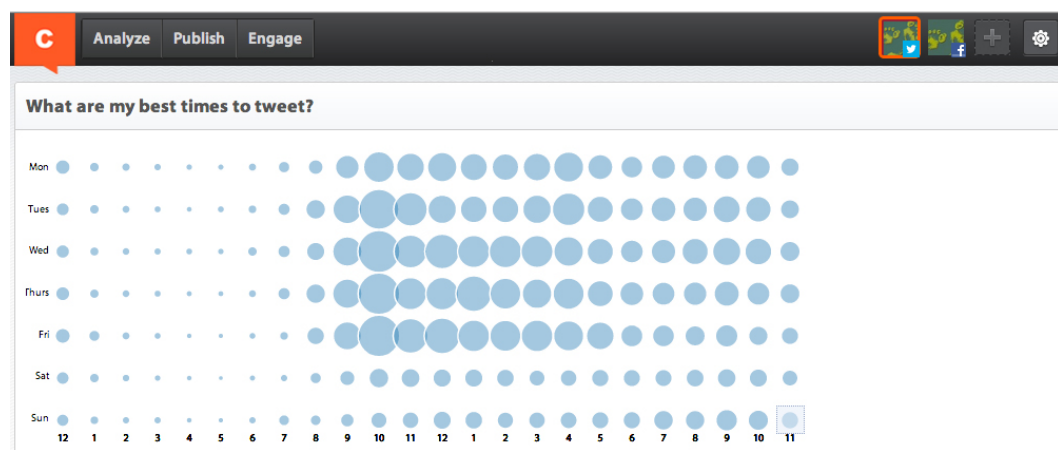 C Analyze Publish Engage
What are my best times to tweet?
Mon
Tues
Wed
Thurs
Fri
Sat
Sun
12 1 2 3 4 5 6 7 8 9 10 11 12 1 2 3 4 5 6 7 8 9 10 11